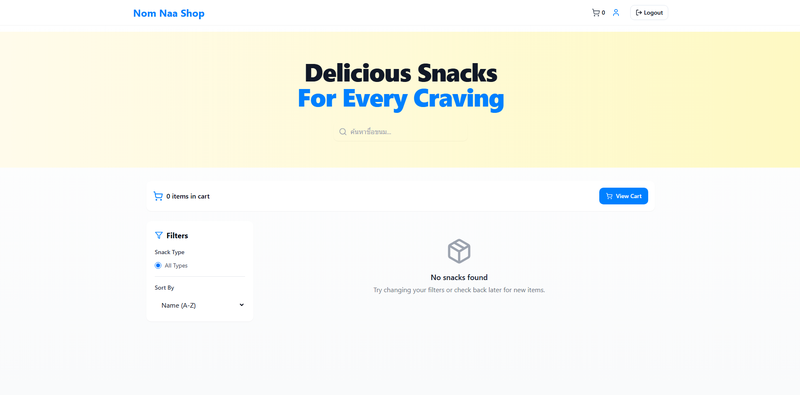 Nom Naa Shop
0
Logout
Delicious Snacks
For Every Craving
ค้นหาชื่อขนม...
0 items in cart
View Cart
Filters
Snack Type
All Types
Sort By
Name (A-Z)
No snacks found
Try changing your filters or check back later for new items.